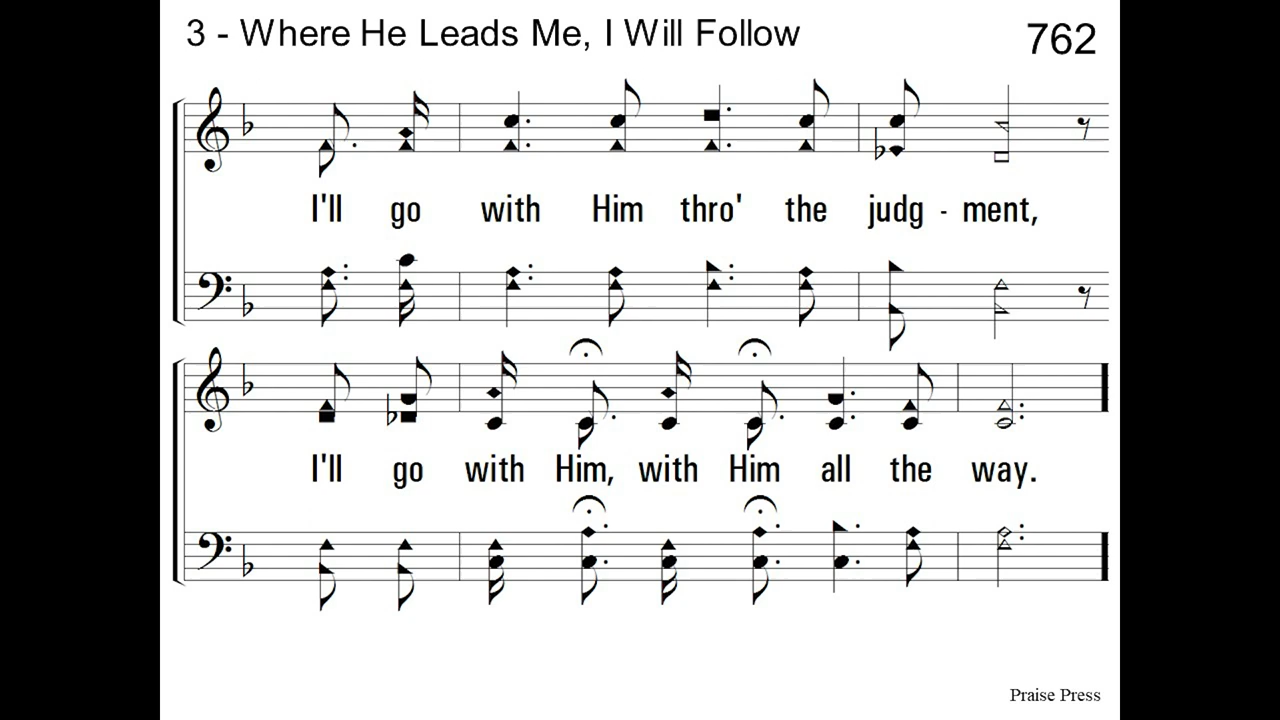 3 - Where He Leads Me, I Will Follow 762
I'll go with Him thro' the judg - ment,
I'll go with Him, with Him all the way.
Praise Press